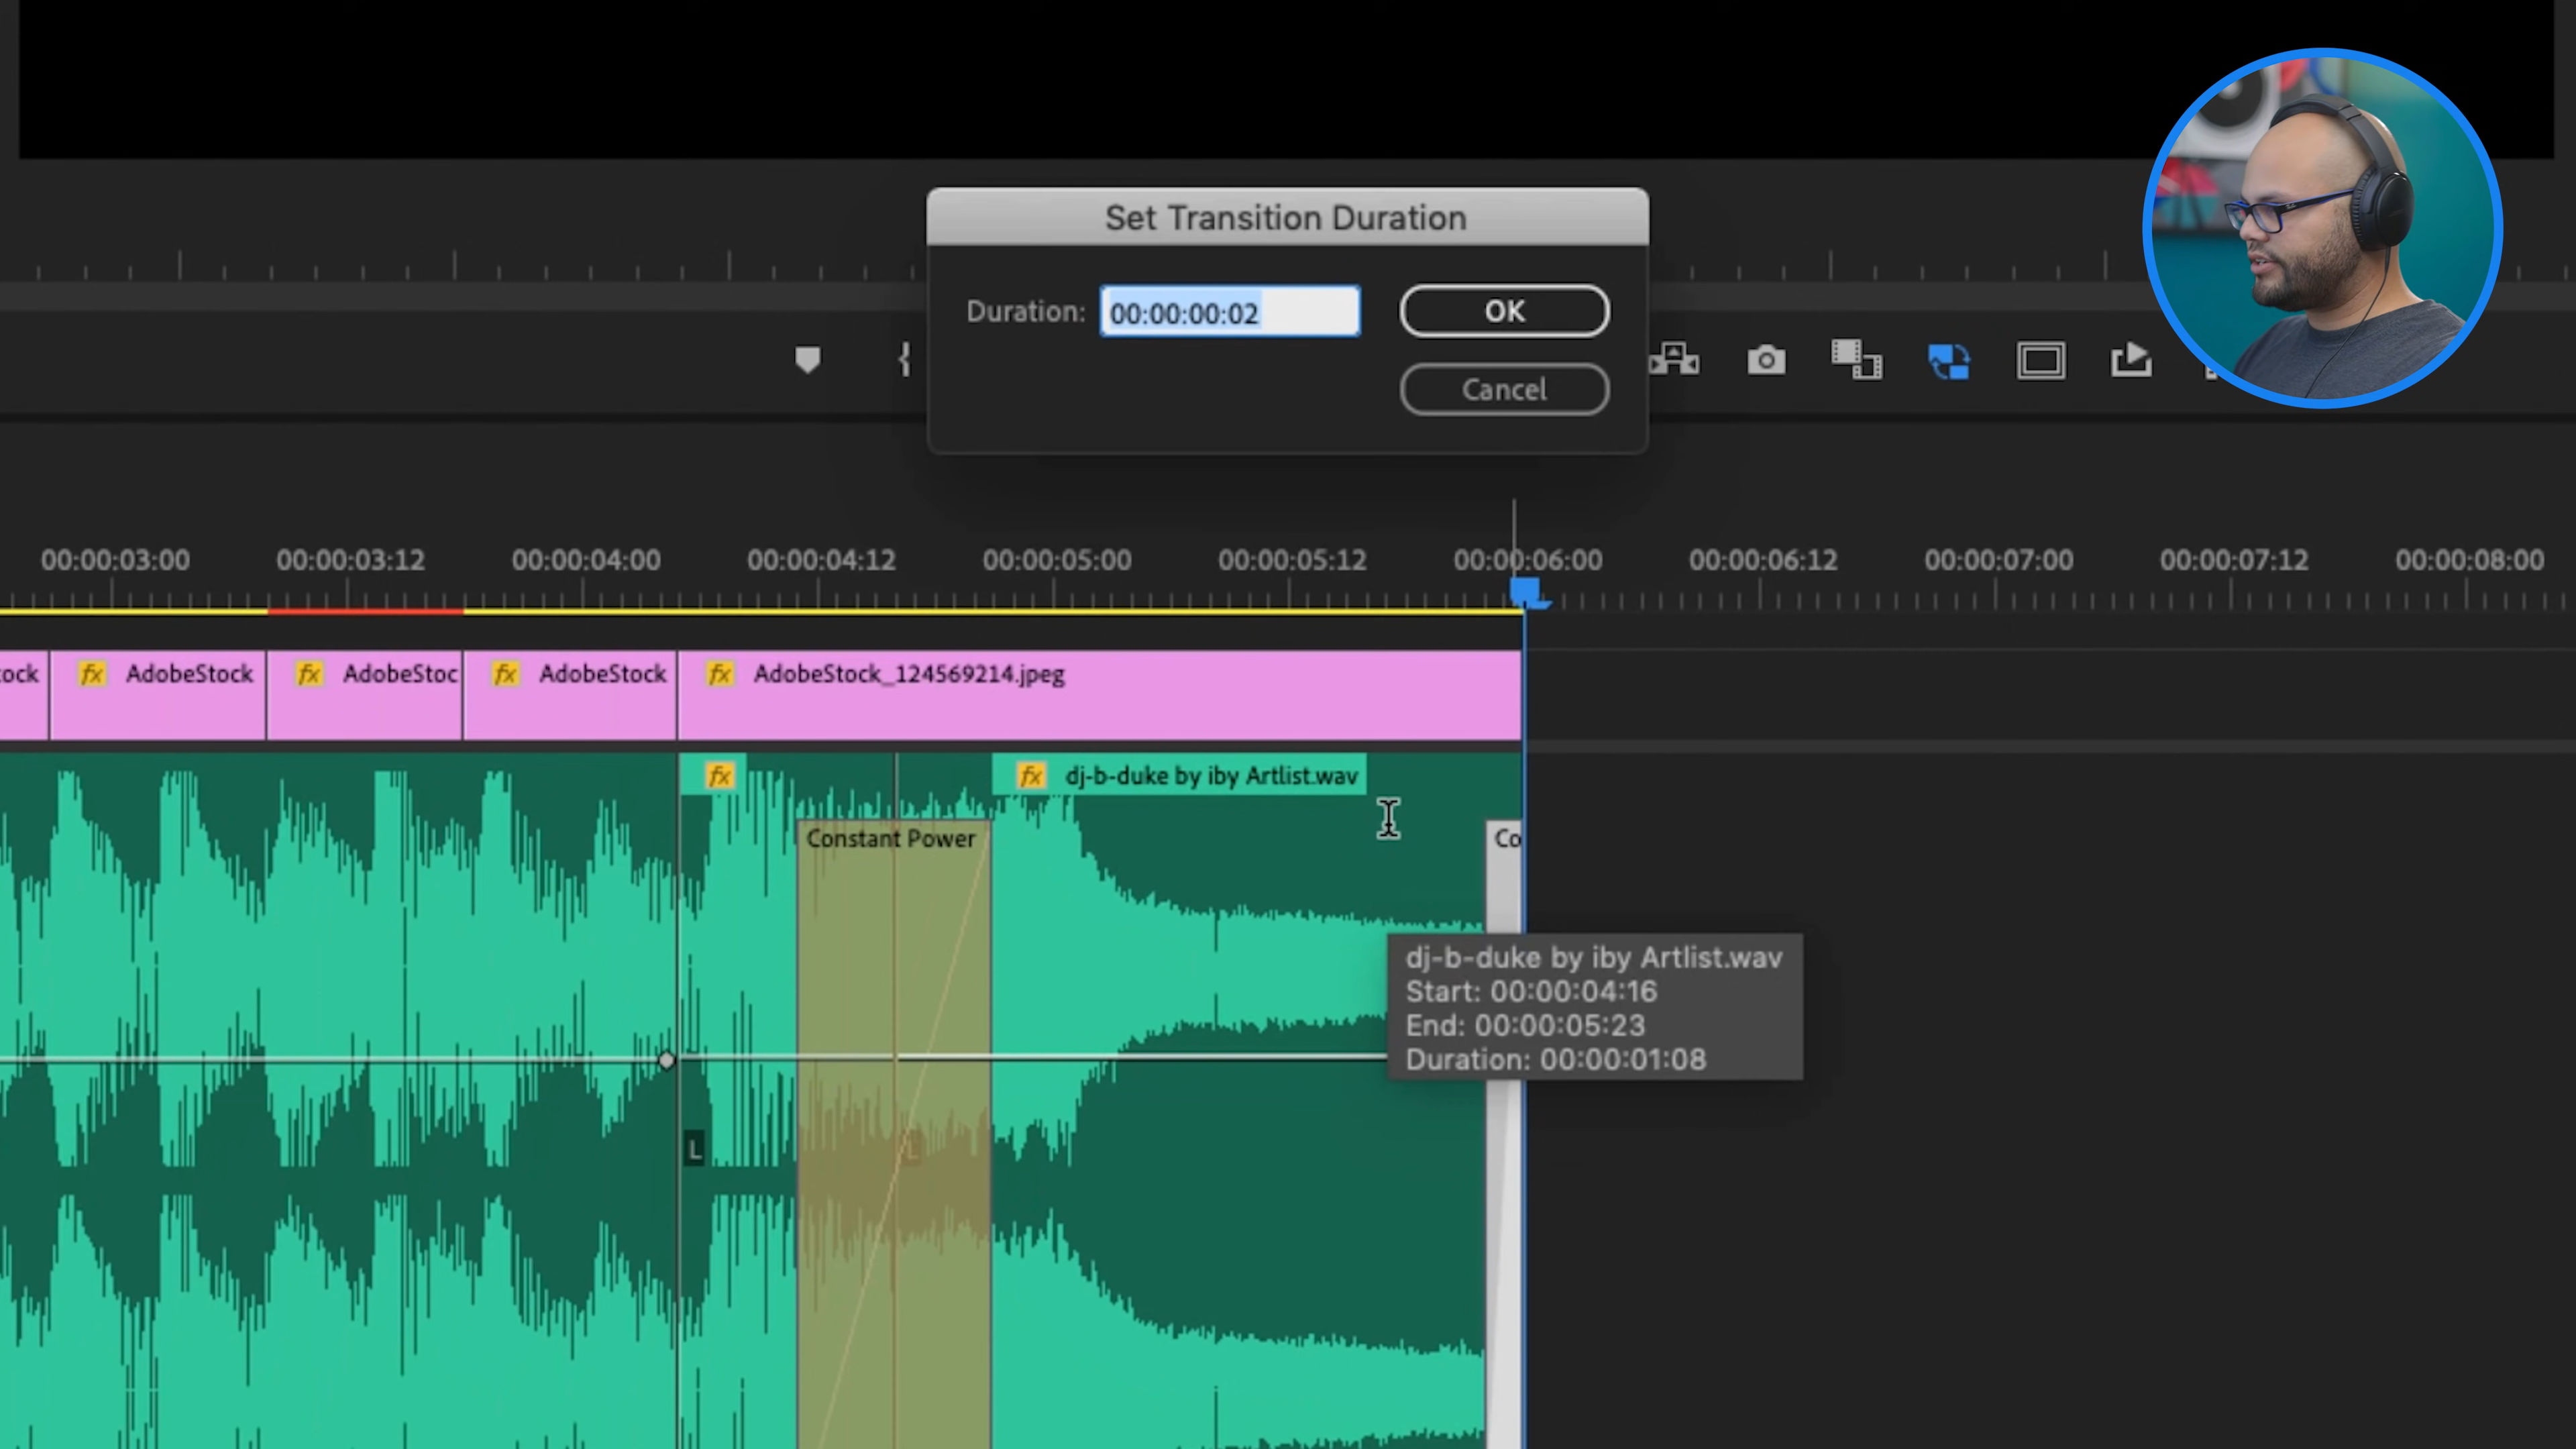 Set Transition Duration
Duration: 00:00:00:02 OK
Cancel
00:00:03:00 00:00:03:12 00:00:04:00 00:00:04:12 00:00:05:00 00:00:05:12 00:00:06:00 00:00:06:12 00:00:07:00 00:00:07:12 00:00:08:00
ock fx AdobeStock fx AdobeStoc fx AdobeStock fx AdobeStock_124569214.jpeg
fx fx dj-b-duke by iby Artlist.wav
Constant Power Co
dj-b-duke by iby Artlist.wav
Start: 00:00:04:16
End: 00:00:05:23
Duration: 00:00:01:08
L L